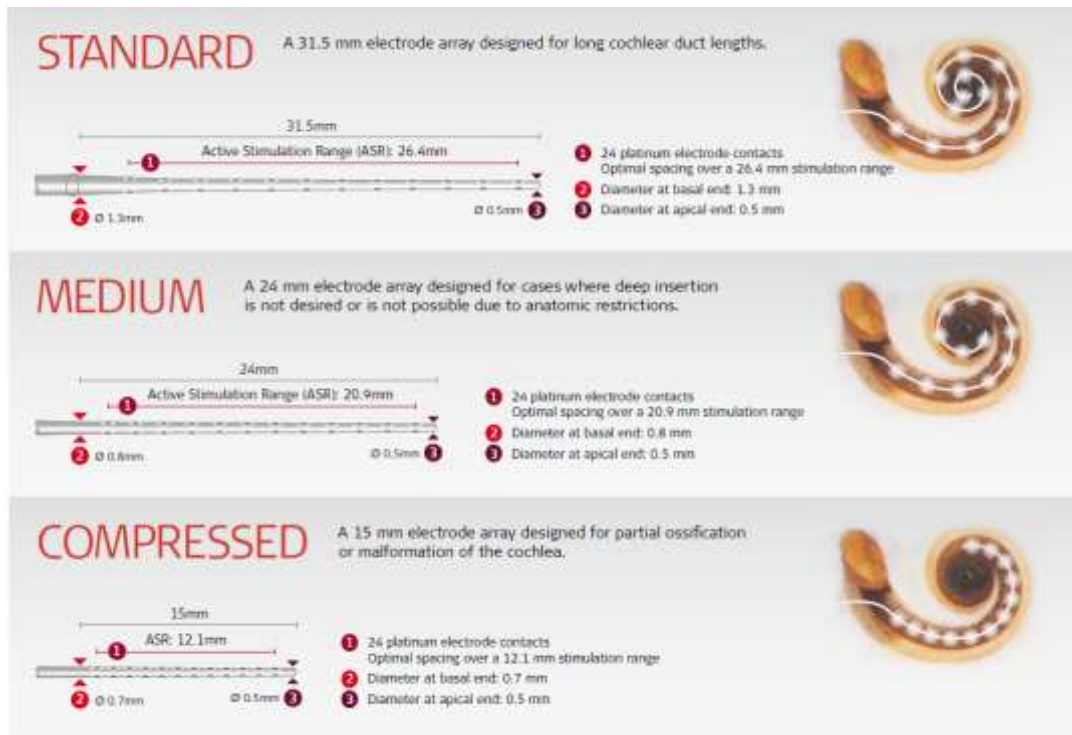 STANDARD
A 31.5 mm electrode array designed for long cochlear duct lengths.
31.5mm
Active Stimulation Range (ASR): 26.4mm
1
2
Ø 1.3mm
Ø 0.5mm
3
1 24 platinum electrode contacts
Optimal spacing over a 26.4 mm stimulation range
2 Diameter at basal end: 1.3 mm
3 Diameter at apical end: 0.5 mm
MEDIUM
A 24 mm electrode array designed for cases where deep insertion
is not desired or is not possible due to anatomic restrictions.
24mm
Active Stimulation Range (ASR): 20.9mm
1
2
Ø 0.8mm
Ø 0.5mm
3
1 24 platinum electrode contacts
Optimal spacing over a 20.9 mm stimulation range
2 Diameter at basal end: 0.8 mm
3 Diameter at apical end: 0.5 mm
COMPRESSED
A 15 mm electrode array designed for partial ossification
or malformation of the cochlea.
15mm
ASR: 12.1mm
1
2
Ø 0.7mm
Ø 0.5mm
3
1 24 platinum electrode contacts
Optimal spacing over a 12.1 mm stimulation range
2 Diameter at basal end: 0.7 mm
3 Diameter at apical end: 0.5 mm